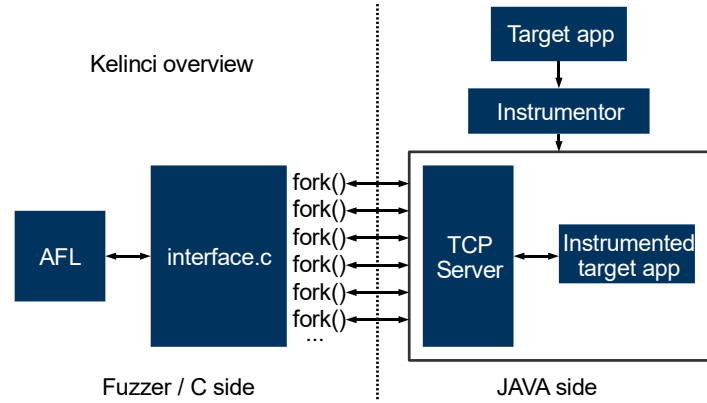 Kelinci overview
Target app
Instrumentor
fork()
fork()
fork()
fork()
fork()
fork()
...
AFL
interface.c
TCP
Server
Instrumented
target app
Fuzzer / C side
JAVA side